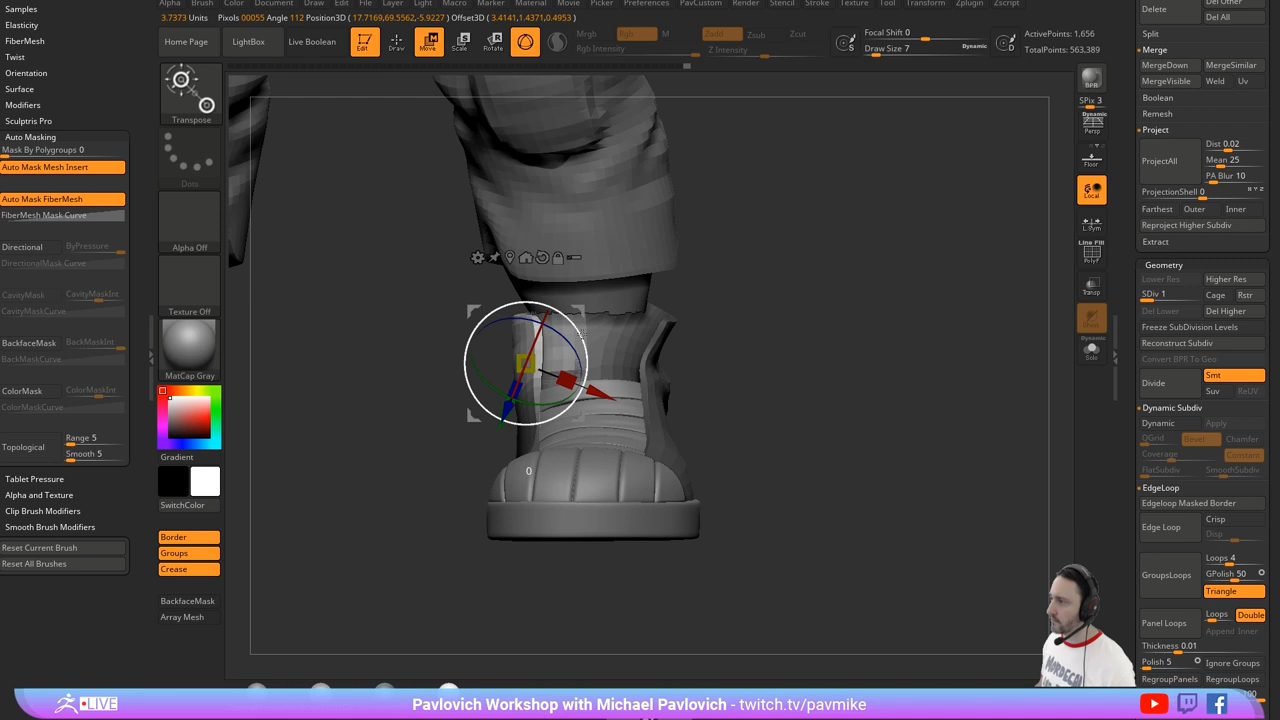 Alpha Brush Color Document Draw Edit File Layer Light Macro Marker Material Movie Picker Preferences PavCustom Render Stencil Stroke Texture Tool Transform Zplugin Zscript
3.7373 Units Pixels 00055 Angle 112 Position3D (17.7169,69.5562,-5.9227) Offset3D (3.4141,1.4371,0.4953)
Home Page LightBox Live Boolean Edit Draw Move Scale Rotate
Mrgb Rgb M
Rgb Intensity
Zadd Zsub Zcut
Z Intensity
Focal Shift 0
Draw Size 7 Dynamic
ActivePoints: 1,656
TotalPoints: 563,389
Samples
Elasticity
FiberMesh
Twist
Orientation
Surface
Modifiers
Sculptris Pro
Auto Masking
Mask By Polygroups 0
Auto Mask Mesh Insert
Auto Mask FiberMesh
FiberMesh Mask Curve
Directional ByPressure
DirectionalMask Curve
CavityMask CavityMaskInt
CavityMaskCurve
BackfaceMask BackMaskInt
BackMaskCurve
ColorMask ColorMaskInt
ColorMaskCurve
Topological
Range 5
Smooth 5
Tablet Pressure
Alpha and Texture
Clip Brush Modifiers
Smooth Brush Modifiers
Reset Current Brush
Reset All Brushes
Transpose
Dots
Alpha Off
Texture Off
MatCap Gray
Gradient
SwitchColor
Border
Groups
Crease
BackfaceMask
Array Mesh
0
BPR
SPix 3
Dynamic
Persp
Floor
Local
L.Sym
Line Fill
PolyF
Transp
Dynamic
Solo
Delete Del Other
Del All
Split
Merge
MergeDown MergeSimilar
MergeVisible Weld Uv
Boolean
Remesh
Project
ProjectAll
Dist 0.02
Mean 25
PA Blur 10
ProjectionShell 0
Farthest Outer Inner
Reproject Higher Subdiv
Extract
Geometry
Lower Res Higher Res
SDiv 1 Cage Rstr
Del Lower Del Higher
Freeze SubDivision Levels
Reconstruct Subdiv
Convert BPR To Geo
Divide Smt
Suv ReUV
Dynamic Subdiv
Dynamic Apply
QGrid Bevel Chamfer
Coverage Constant
FlatSubdiv SmoothSubdiv
EdgeLoop
Edgeloop Masked Border
Edge Loop Crisp
Disp
GroupsLoops
Loops 4
GPolish 50
Triangle
Panel Loops
Loops Double
Append Inner
Thickness 0.01
Polish 5 Ignore Groups
RegroupPanels RegroupLoops
LIVE
Pavlovich Workshop with Michael Pavlovich - twitch.tv/pavmike